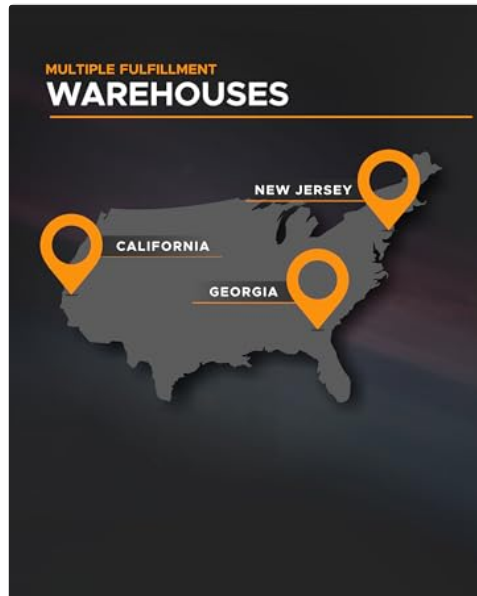 MULTIPLE FULFILLMENT
WAREHOUSES
NEW JERSEY
CALIFORNIA
GEORGIA